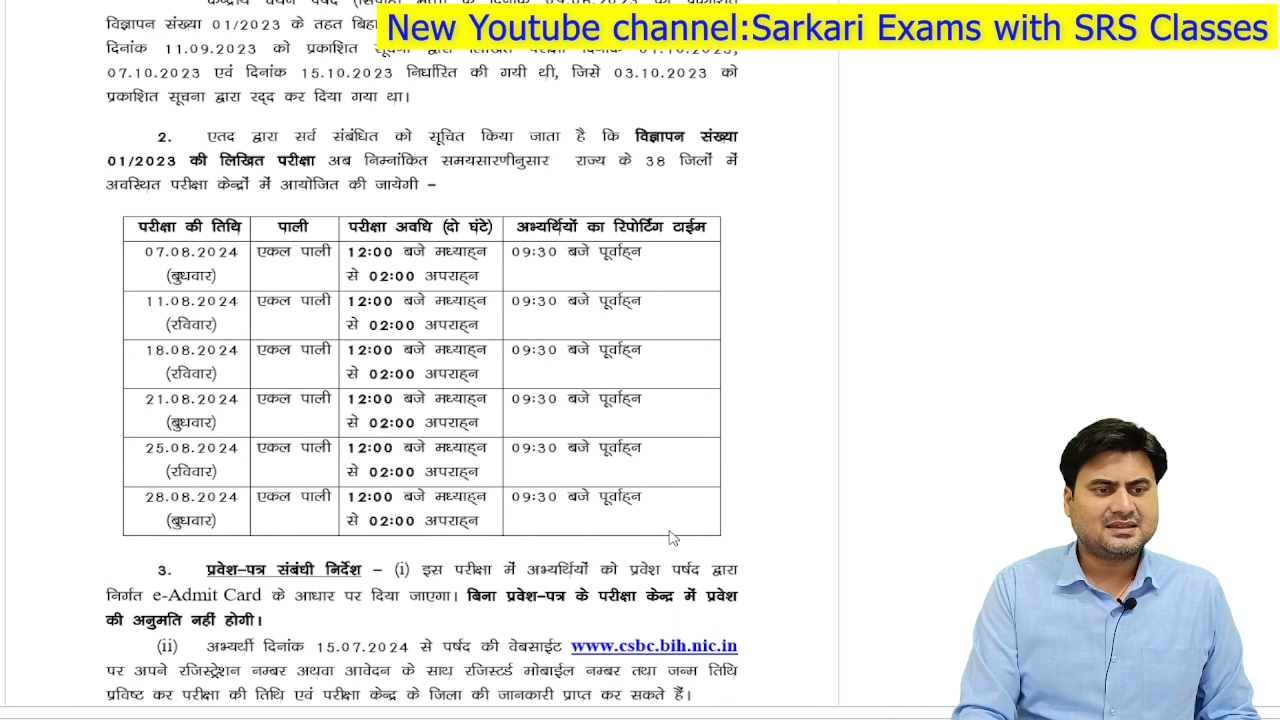 New Youtube channel:Sarkari Exams with SRS Classes
विज्ञापन संख्या 01/2023 के तहत
दिनांक 11.09.2023 को प्रकाशित
07.10.2023 एवं दिनांक 15.10.2023 निर्धारित की गयी थी, जिसे 03.10.2023 को
प्रकाशित सूचना द्वारा रद्द कर दिया गया था।
2. एतद द्वारा सर्व संबंधित को सूचित किया जाता है कि विज्ञापन संख्या
01/2023 की लिखित परीक्षा अब निम्नांकित समयसारणीनुसार राज्य के 38 जिलों में
अवस्थित परीक्षा केन्द्रों में आयोजित की जायेगी –
परीक्षा की तिथि पाली परीक्षा अवधि (दो घंटे) अभ्यर्थियों का रिपोर्टिंग टाईम
07.08.2024 एकल पाली 12:00 बजे मध्याह्न 09:30 बजे पूर्वाह्न
(बुधवार) से 02:00 अपराह्न
11.08.2024 एकल पाली 12:00 बजे मध्याह्न 09:30 बजे पूर्वाह्न
(रविवार) से 02:00 अपराह्न
18.08.2024 एकल पाली 12:00 बजे मध्याह्न 09:30 बजे पूर्वाह्न
(रविवार) से 02:00 अपराह्न
21.08.2024 एकल पाली 12:00 बजे मध्याह्न 09:30 बजे पूर्वाह्न
(बुधवार) से 02:00 अपराह्न
25.08.2024 एकल पाली 12:00 बजे मध्याह्न 09:30 बजे पूर्वाह्न
(रविवार) से 02:00 अपराह्न
28.08.2024 एकल पाली 12:00 बजे मध्याह्न 09:30 बजे पूर्वाह्न
(बुधवार) से 02:00 अपराह्न
3. प्रवेश–पत्र संबंधी निर्देश – (i) इस परीक्षा में अभ्यर्थियों को प्रवेश पर्षद द्वारा
निर्गत e-Admit Card के आधार पर दिया जाएगा। बिना प्रवेश–पत्र के परीक्षा केन्द्र में प्रवेश
की अनुमति नहीं होगी।
(ii) अभ्यर्थी दिनांक 15.07.2024 से पर्षद की वेबसाईट www.csbc.bih.nic.in
पर अपने रजिस्ट्रेशन नम्बर अथवा आवेदन के साथ रजिस्टर्ड मोबाईल नम्बर तथा जन्म तिथि
प्रविष्ट कर परीक्षा की तिथि एवं परीक्षा केन्द्र के जिला की जानकारी प्राप्त कर सकते हैं।